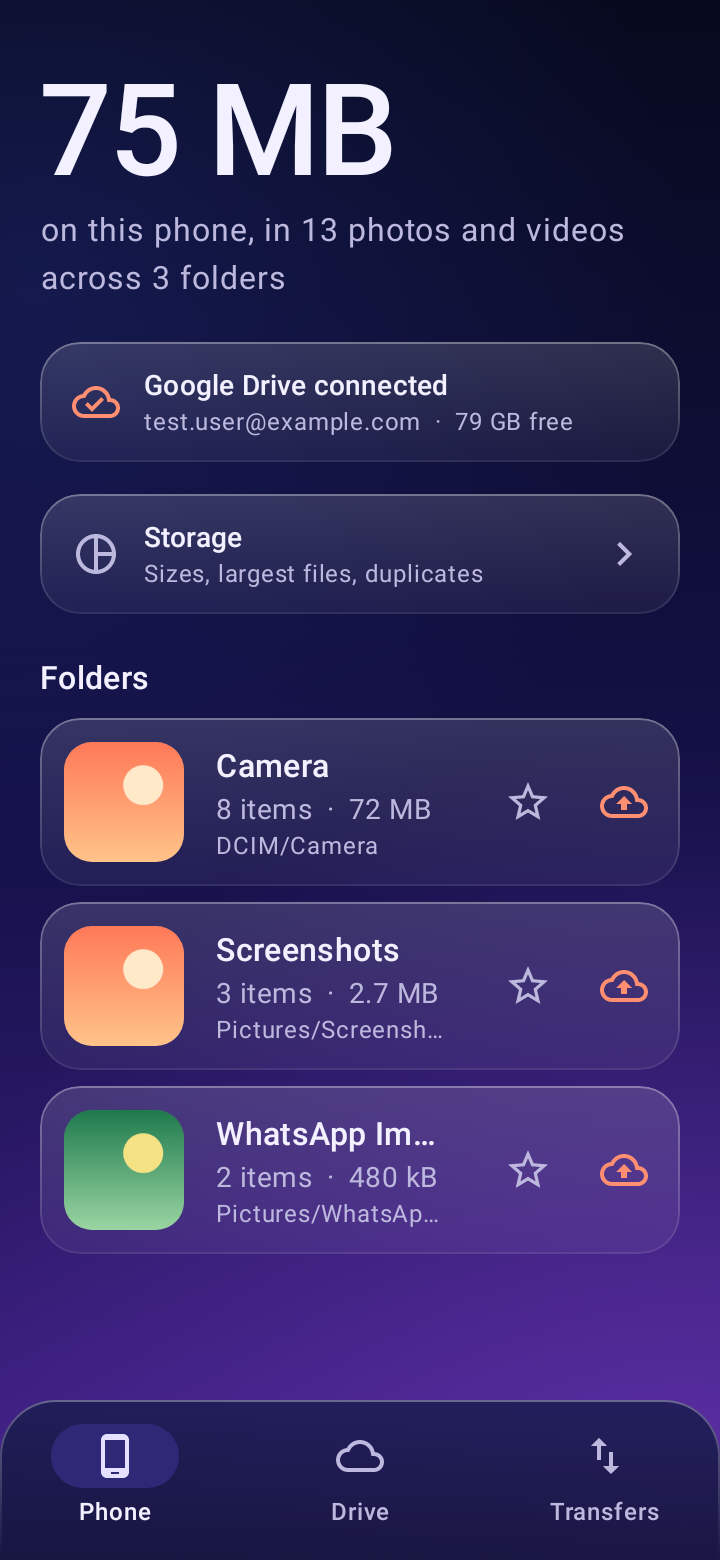 75 MB
on this phone, in 13 photos and videos
across 3 folders
Google Drive connected
test.user@example.com · 79 GB free
Storage
Sizes, largest files, duplicates
Folders
Camera
8 items · 72 MB
DCIM/Camera
Screenshots
3 items · 2.7 MB
Pictures/Screensh…
WhatsApp Im…
2 items · 480 kB
Pictures/WhatsAp…
Phone
Drive
Transfers